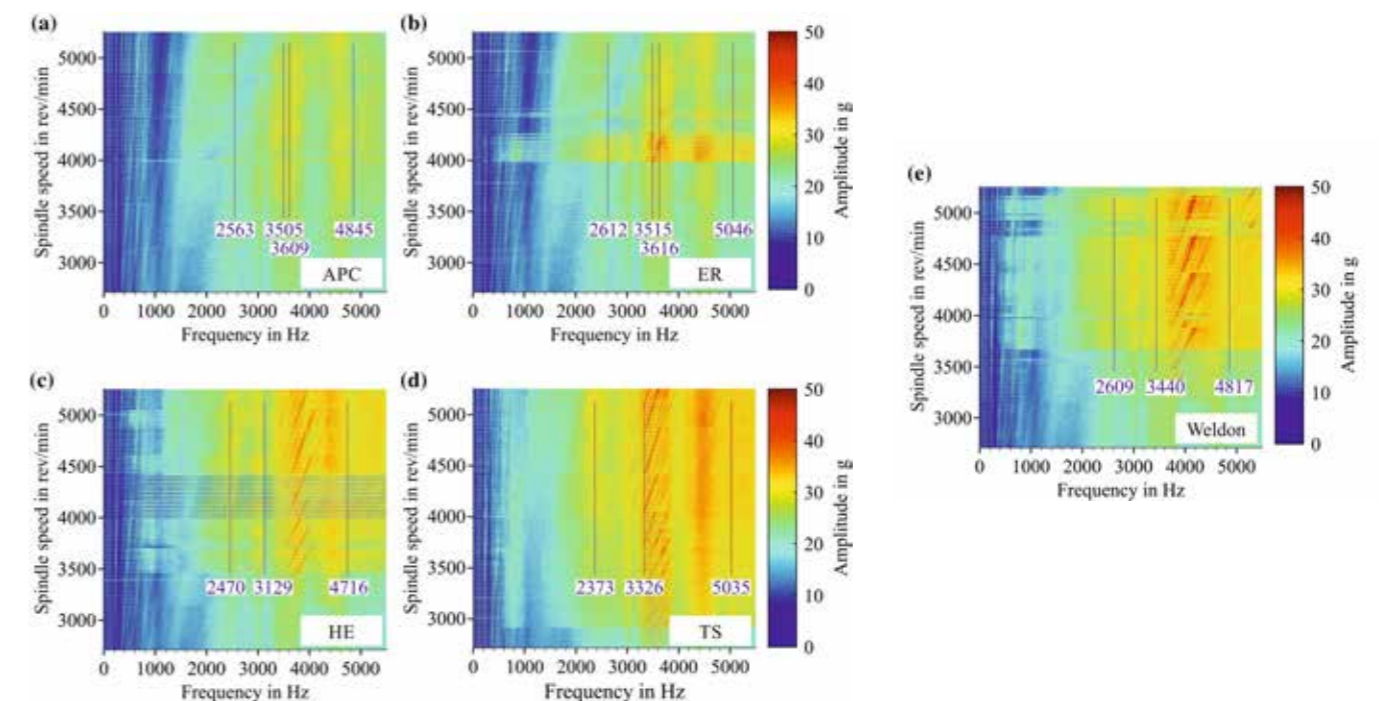 (a)
Spindle speed in rev/min
5000
4500
4000
3500
3000
2563 3505 4845
3609
APC
0 1000 2000 3000 4000 5000
Frequency in Hz
(b)
5000
4500
4000
3500
3000
2612 3515 5046
3616
ER
0 1000 2000 3000 4000 5000
Frequency in Hz
50
40
30
20
10
0
Amplitude in g
Spindle speed in rev/min
(c)
Spindle speed in rev/min
5000
4500
4000
3500
3000
2470 3129 4716
HE
0 1000 2000 3000 4000 5000
Frequency in Hz
(d)
Spindle speed in rev/min
5000
4500
4000
3500
3000
2373 3326 5035
TS
0 1000 2000 3000 4000 5000
Frequency in Hz
50
40
30
20
10
0
Amplitude in g
(e)
Spindle speed in rev/min
5000
4500
4000
3500
3000
2609 3440 4817
Weldon
0 1000 2000 3000 4000 5000
Frequency in Hz
50
40
30
20
10
0
Amplitude in g